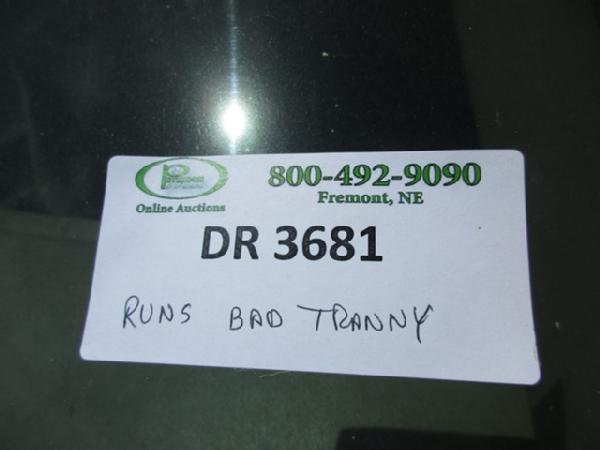 800-492-9090
Fremont, NE
Online Auctions
DR 3681
RUNS BAD TRANNY